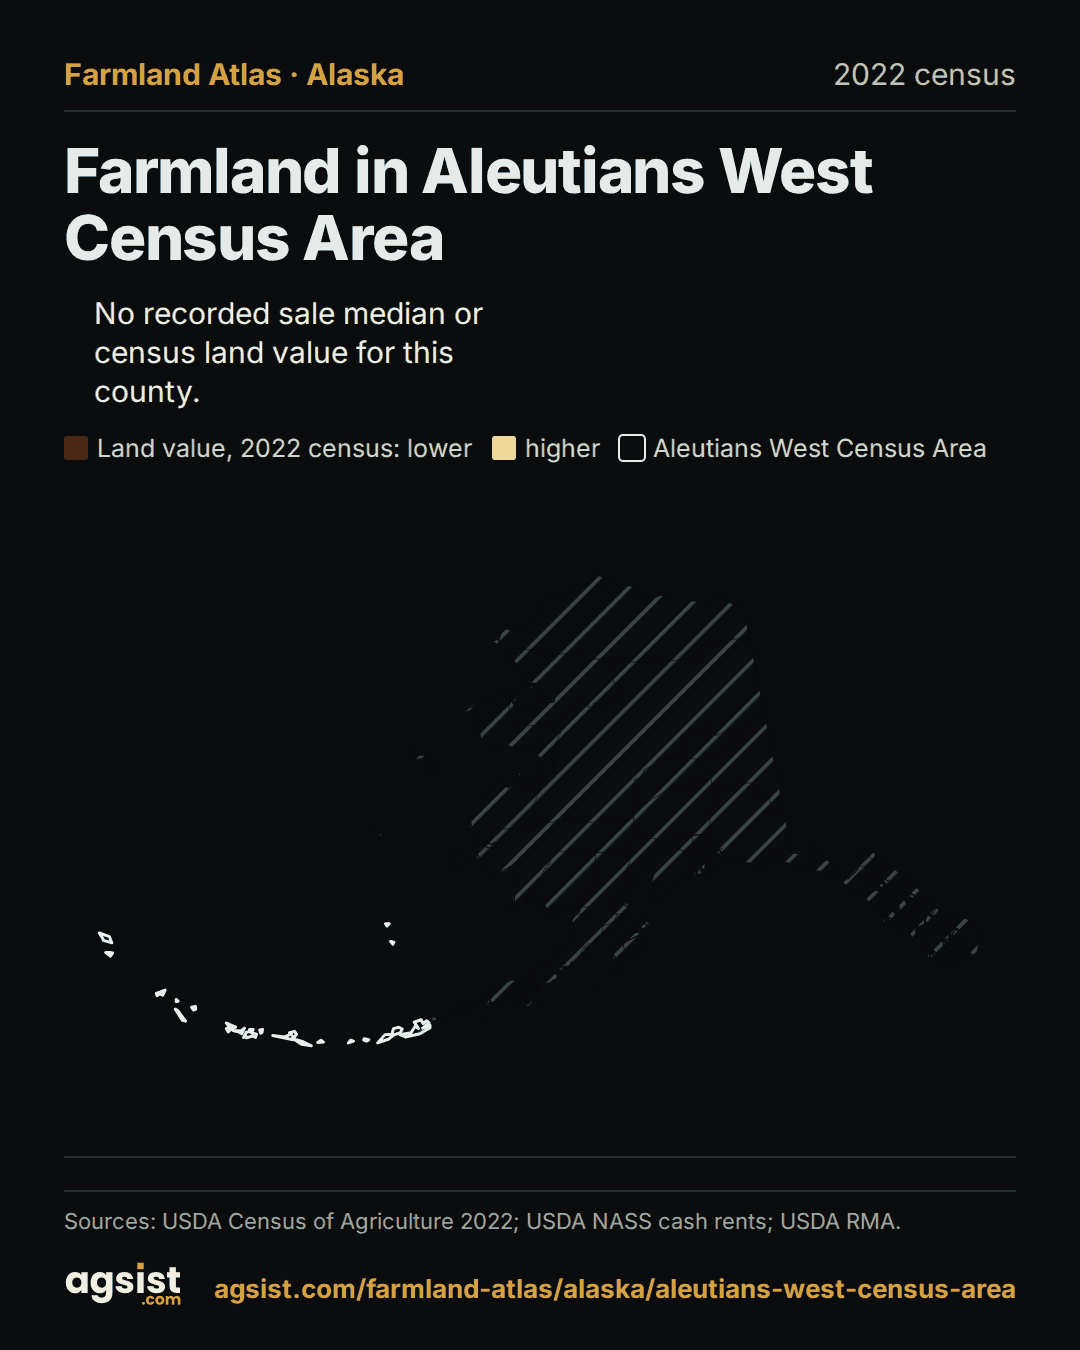 Farmland Atlas · Alaska
2022 census
Farmland in Aleutians West
Census Area
No recorded sale median or
census land value for this
county.
Land value, 2022 census: lower
higher
Aleutians West Census Area
Sources: USDA Census of Agriculture 2022; USDA NASS cash rents; USDA RMA.
agsist
.com
agsist.com/farmland-atlas/alaska/aleutians-west-census-area